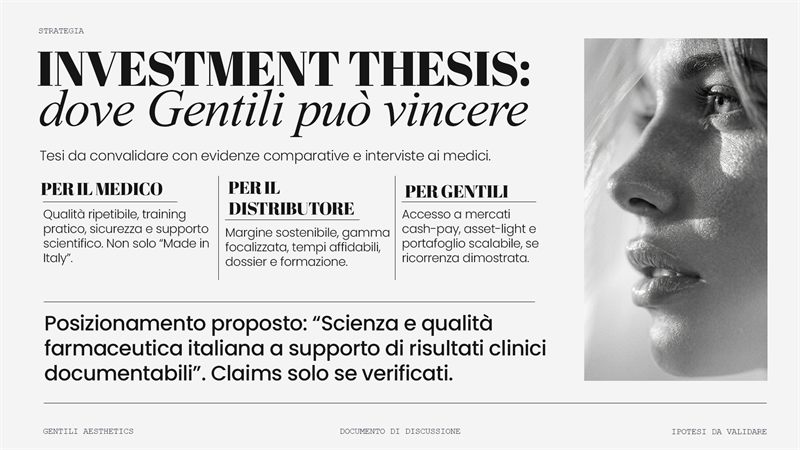 STRATEGIA
INVESTMENT THESIS:
dove Gentili può vincere
Tesi da convalidare con evidenze comparative e interviste ai medici.
PER IL MEDICO
Qualità ripetibile, training
pratico, sicurezza e supporto
scientifico. Non solo “Made in
Italy”.
PER IL
DISTRIBUTORE
Margine sostenibile, gamma
focalizzata, tempi affidabili,
dossier e formazione.
PER GENTILI
Accesso a mercati
cash-pay, asset-light e
portafoglio scalabile, se
ricorrenza dimostrata.
Posizionamento proposto: “Scienza e qualità
farmaceutica italiana a supporto di risultati clinici
documentabili”. Claims solo se verificati.
GENTILI AESTHETICS
DOCUMENTO DI DISCUSSIONE
IPOTESI DA VALIDARE